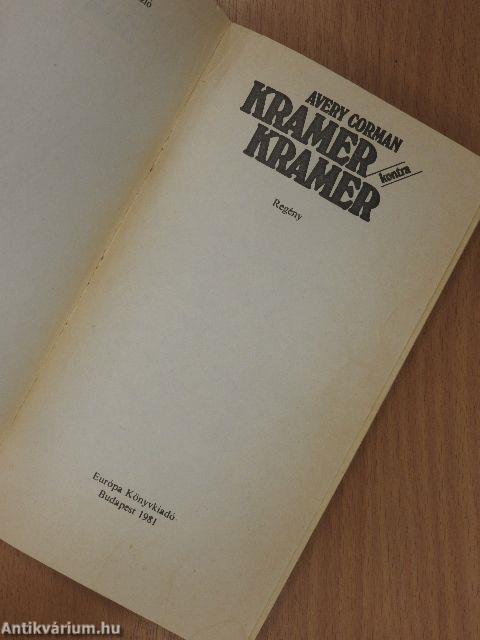 AVERY CORMAN
KRAMER
kontra
KRAMER
Regény
Európa Könyvkiadó
Budapest 1981
Antikvárium.hu